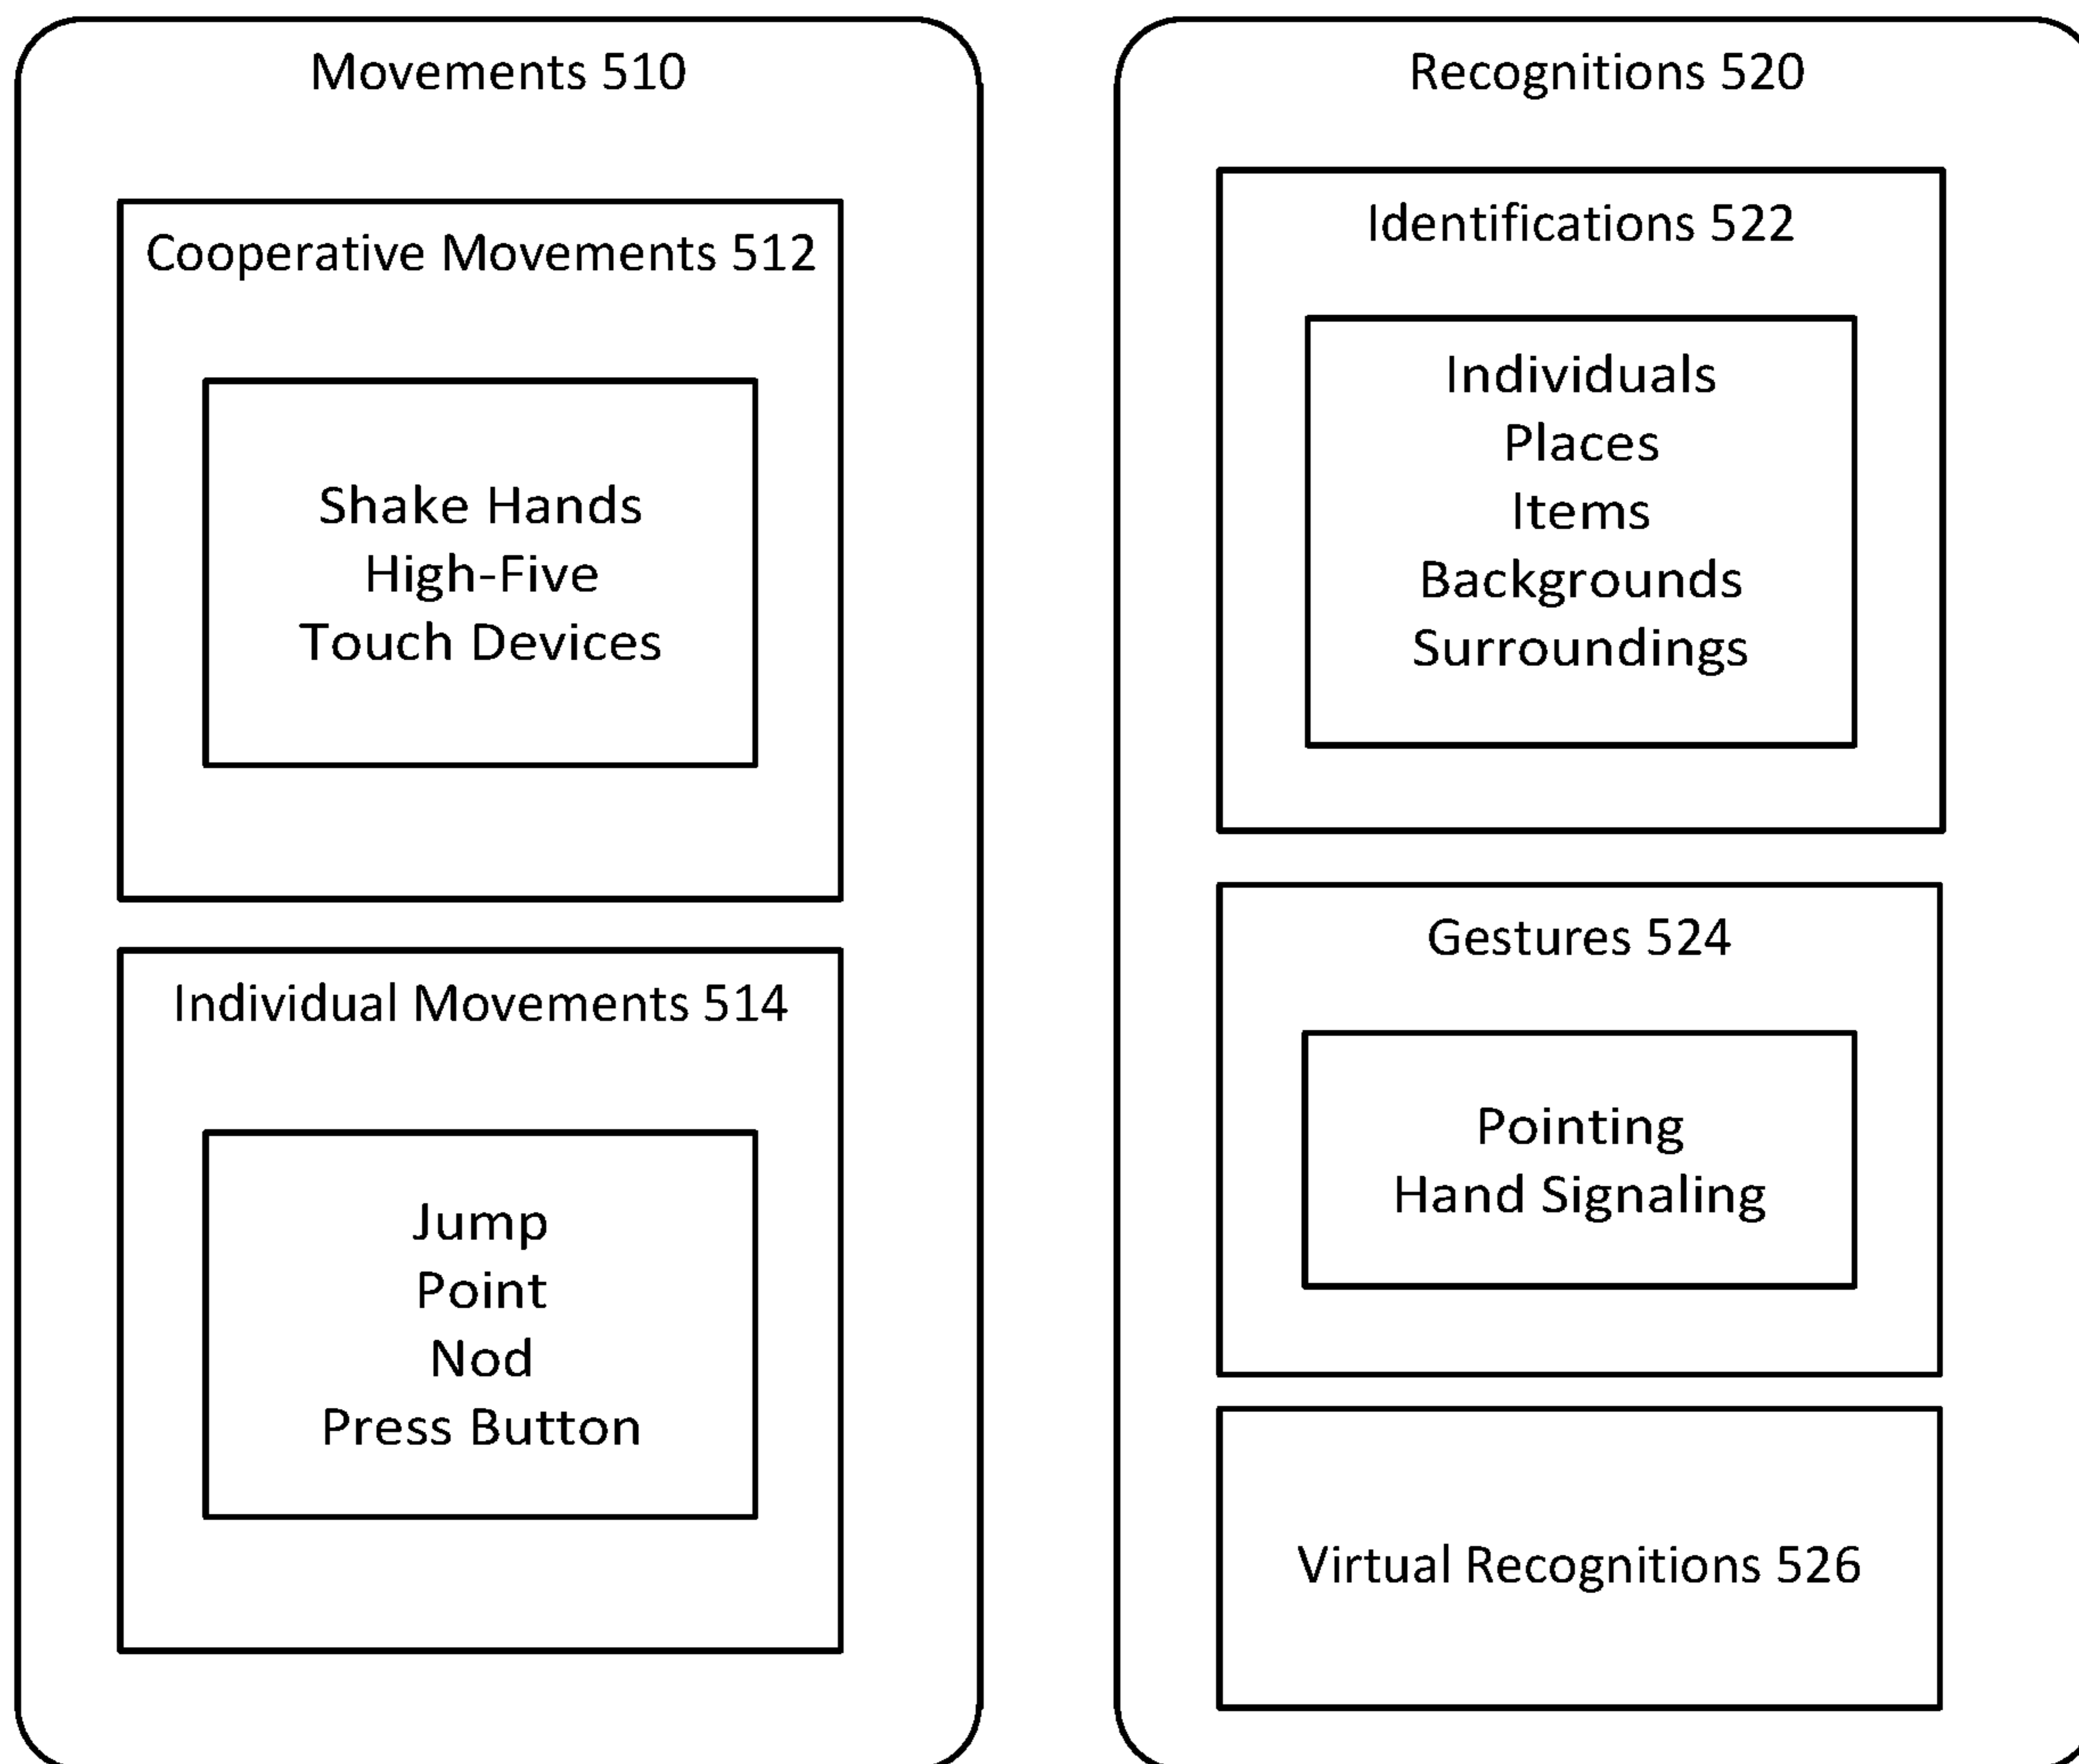 Movements 510
Cooperative Movements 512
Shake Hands
High-Five
Touch Devices
Individual Movements 514
Jump
Point
Nod
Press Button
Recognitions 520
Identifications 522
Individuals
Places
Items
Backgrounds
Surroundings
Gestures 524
Pointing
Hand Signaling
Virtual Recognitions 526